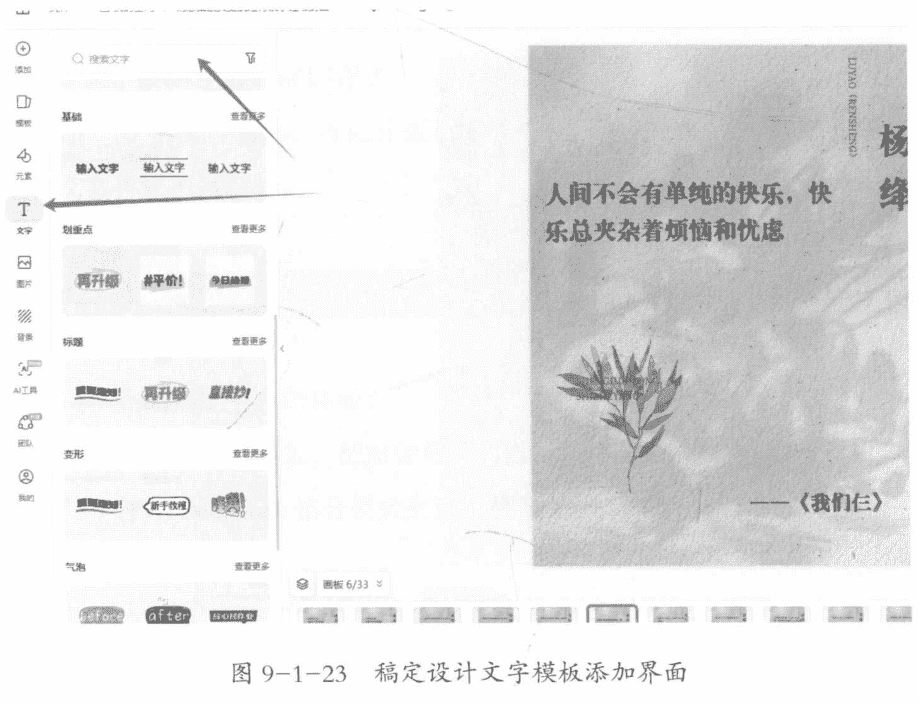 添加
模板
元素
文字
图片
背景
AI工具
团队
我的
搜索文字
基础
查看更多
输入文字
输入文字
输入文字
划重点
查看更多
再升级
#平价!
标题
查看更多
再升级
直接抄!
变形
查看更多
新手教程
气泡
查看更多
before
after
LUYAO《RENSHENG》
杨
绛
人间不会有单纯的快乐，快
乐总夹杂着烦恼和忧虑
——《我们仨》
画板 6/33
图 9-1-23 稿定设计文字模板添加界面